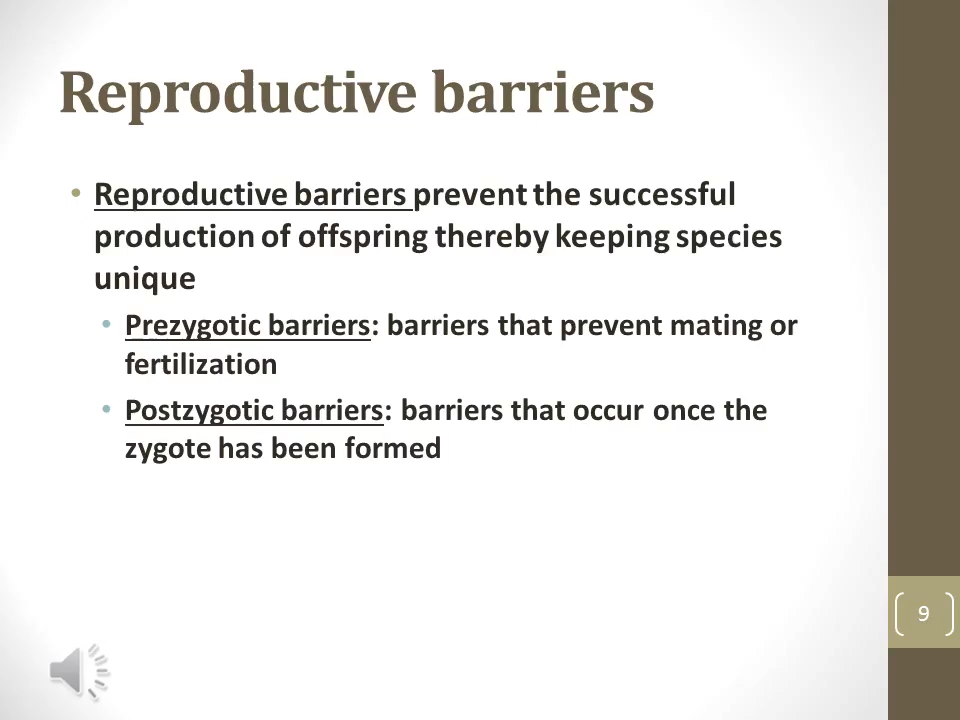 Reproductive barriers
• Reproductive barriers prevent the successful
production of offspring thereby keeping species
unique
• Prezygotic barriers: barriers that prevent mating or
fertilization
• Postzygotic barriers: barriers that occur once the
zygote has been formed
9